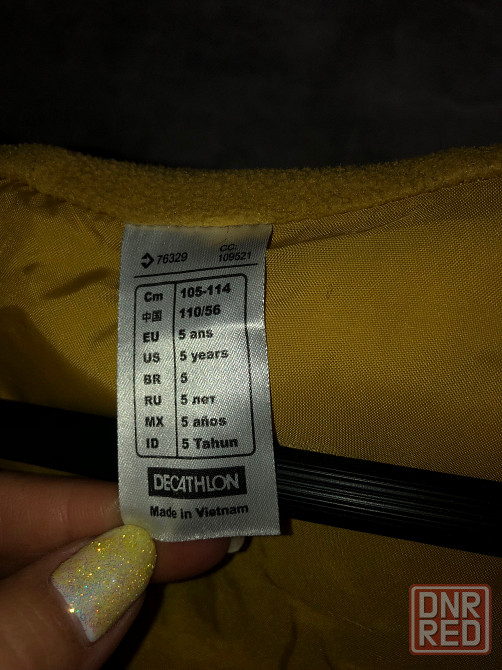 76329
CC:
109521
Cm 105-114
中国 110/56
EU 5 ans
US 5 years
BR 5
RU 5 лет
MX 5 años
ID 5 Tahun
DECATHLON
Made in Vietnam
DNR
RED